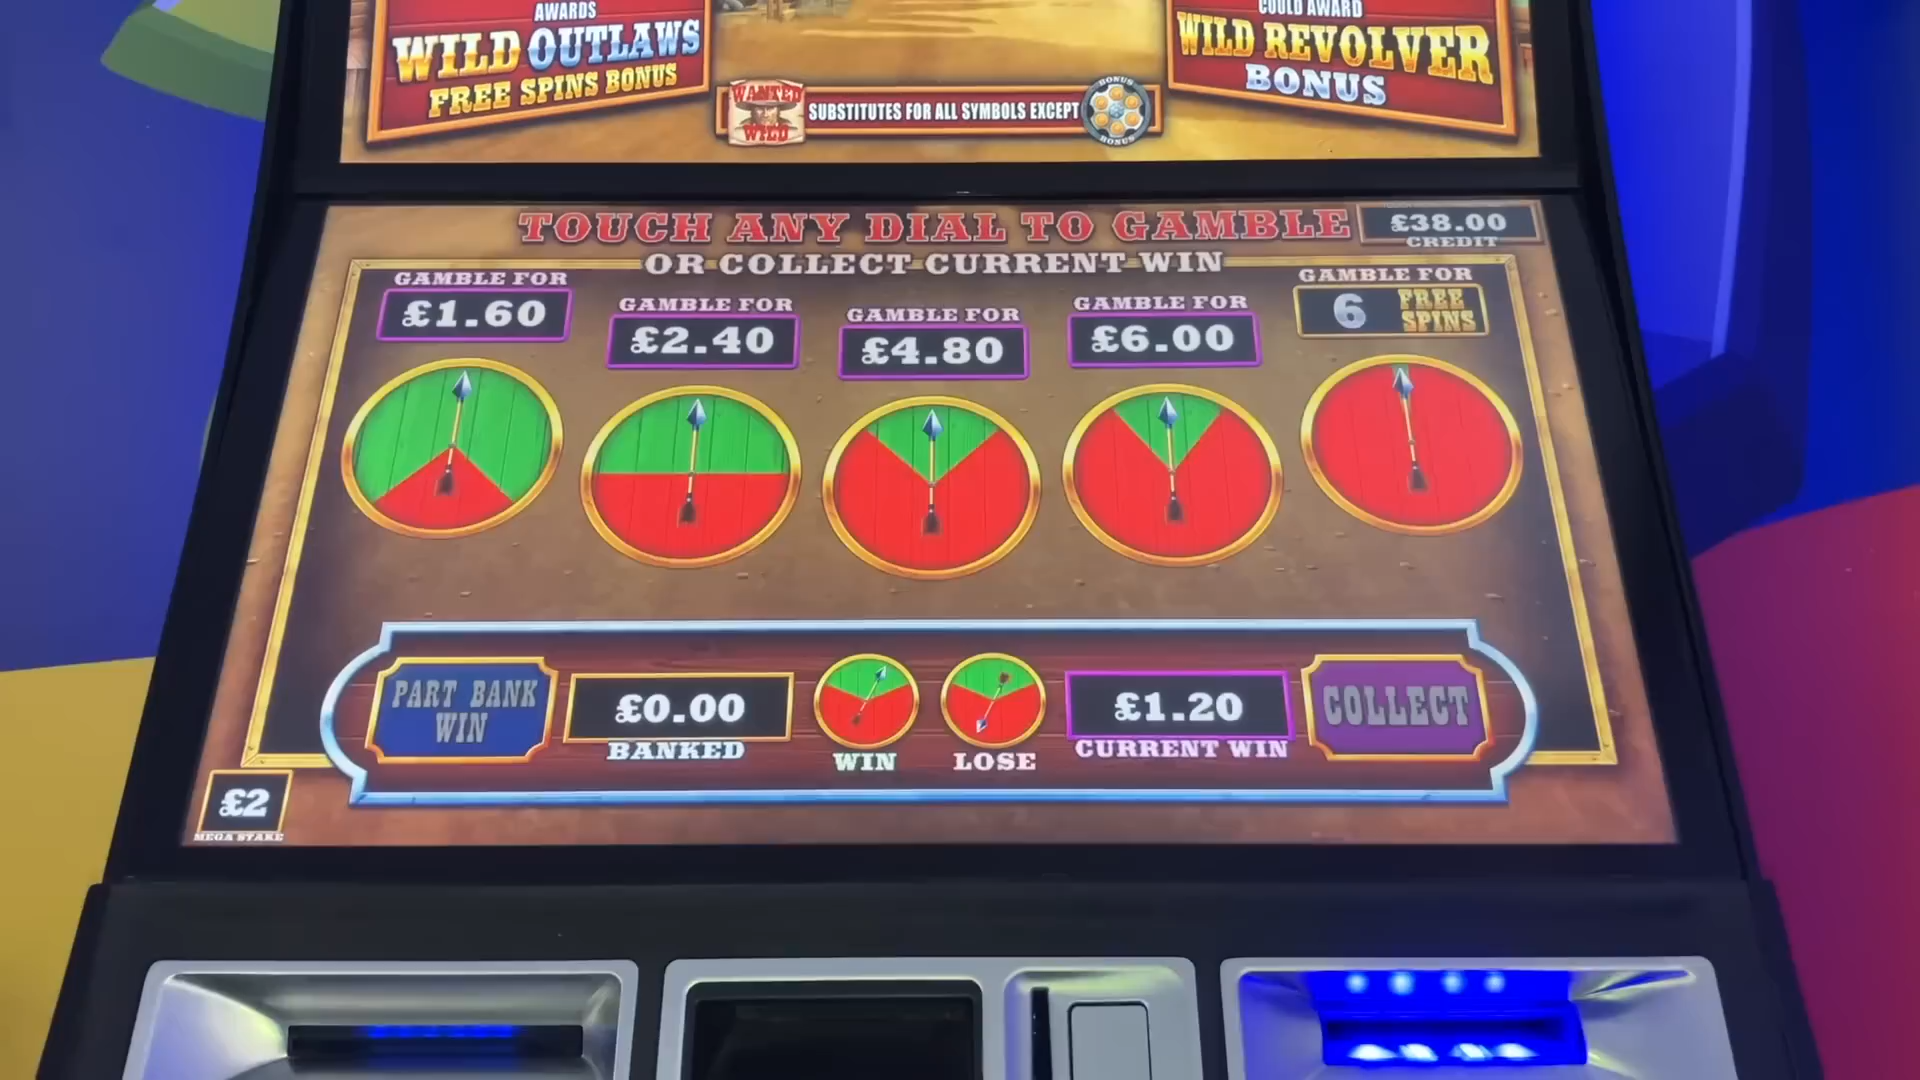 AWARDS
WILD OUTLAWS
FREE SPINS BONUS
COULD AWARD
WILD REVOLVER
BONUS
WANTED
WILD
SUBSTITUTES FOR ALL SYMBOLS EXCEPT
BONUS
BONUS
TOUCH ANY DIAL TO GAMBLE
OR COLLECT CURRENT WIN
£38.00
CREDIT
GAMBLE FOR
£1.60
GAMBLE FOR
£2.40
GAMBLE FOR
£4.80
GAMBLE FOR
£6.00
GAMBLE FOR
6 FREE
SPINS
PART BANK
WIN
£0.00
BANKED
WIN
LOSE
£1.20
CURRENT WIN
COLLECT
£2
MEGA STAKE